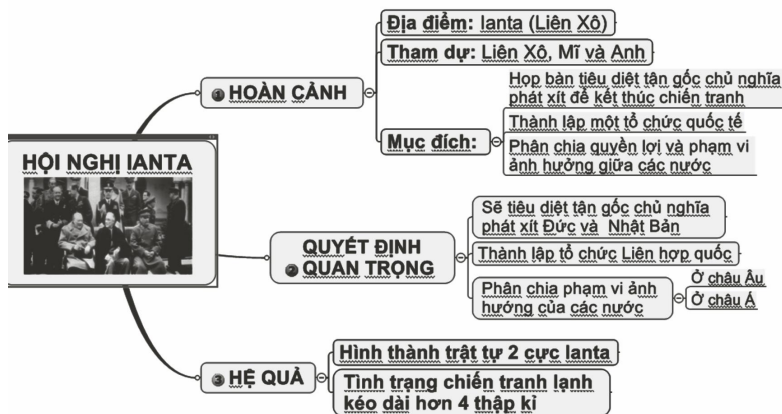 HỘI NGHỊ IANTA
1 HOÀN CẢNH
Địa điểm: Ianta (Liên Xô)
Tham dự: Liên Xô, Mĩ và Anh
Mục đích:
Họp bàn tiêu diệt tận gốc chủ nghĩa
phát xít để kết thúc chiến tranh
Thành lập một tổ chức quốc tế
Phân chia quyền lợi và phạm vi
ảnh hưởng giữa các nước
2 QUYẾT ĐỊNH
QUAN TRỌNG
Sẽ tiêu diệt tận gốc chủ nghĩa
phát xít Đức và Nhật Bản
Thành lập tổ chức Liên hợp quốc
Phân chia phạm vi ảnh
hướng của các nước
Ở châu Âu
Ở châu Á
3 HỆ QUẢ
Hình thành trật tự 2 cực Ianta
Tình trạng chiến tranh lạnh
kéo dài hơn 4 thập kỉ